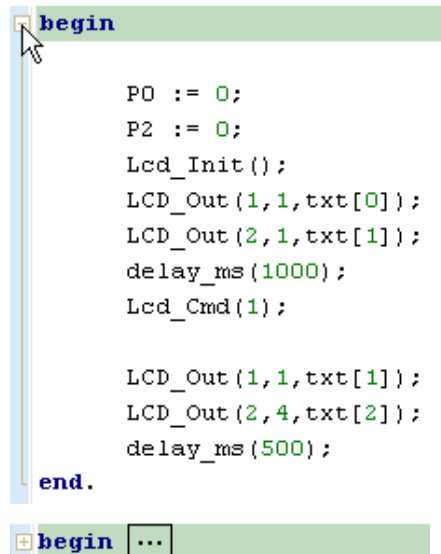 begin
P0 := 0;
P2 := 0;
Lcd_Init();
LCD_Out(1,1,txt[0]);
LCD_Out(2,1,txt[1]);
delay_ms(1000);
Lcd_Cmd(1);
LCD_Out(1,1,txt[1]);
LCD_Out(2,4,txt[2]);
delay_ms(500);
end.
begin ...